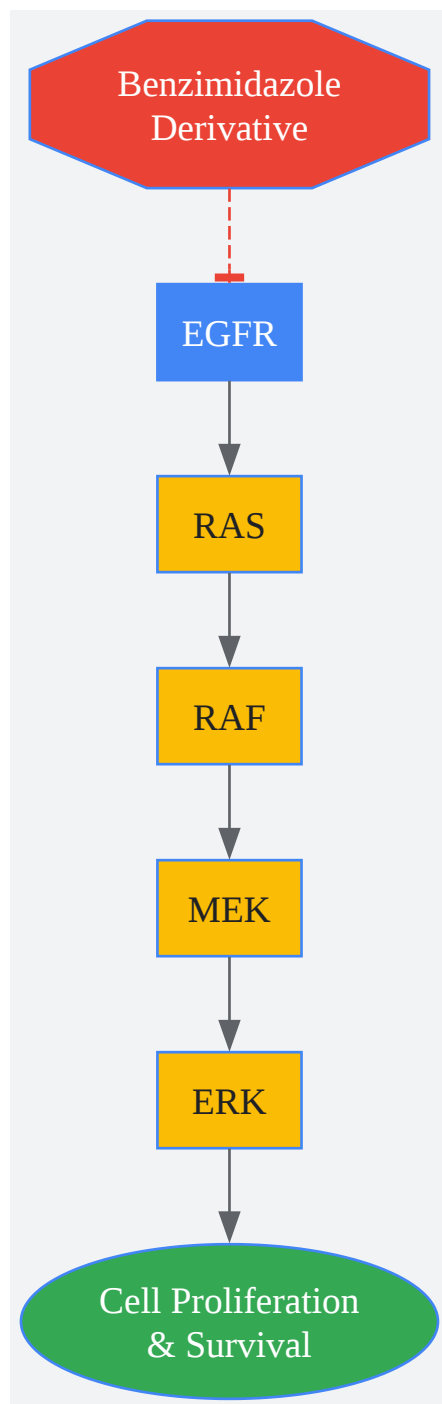 Benzimidazole
Derivative
EGFR
RAS
RAF
MEK
ERK
Cell Proliferation
& Survival